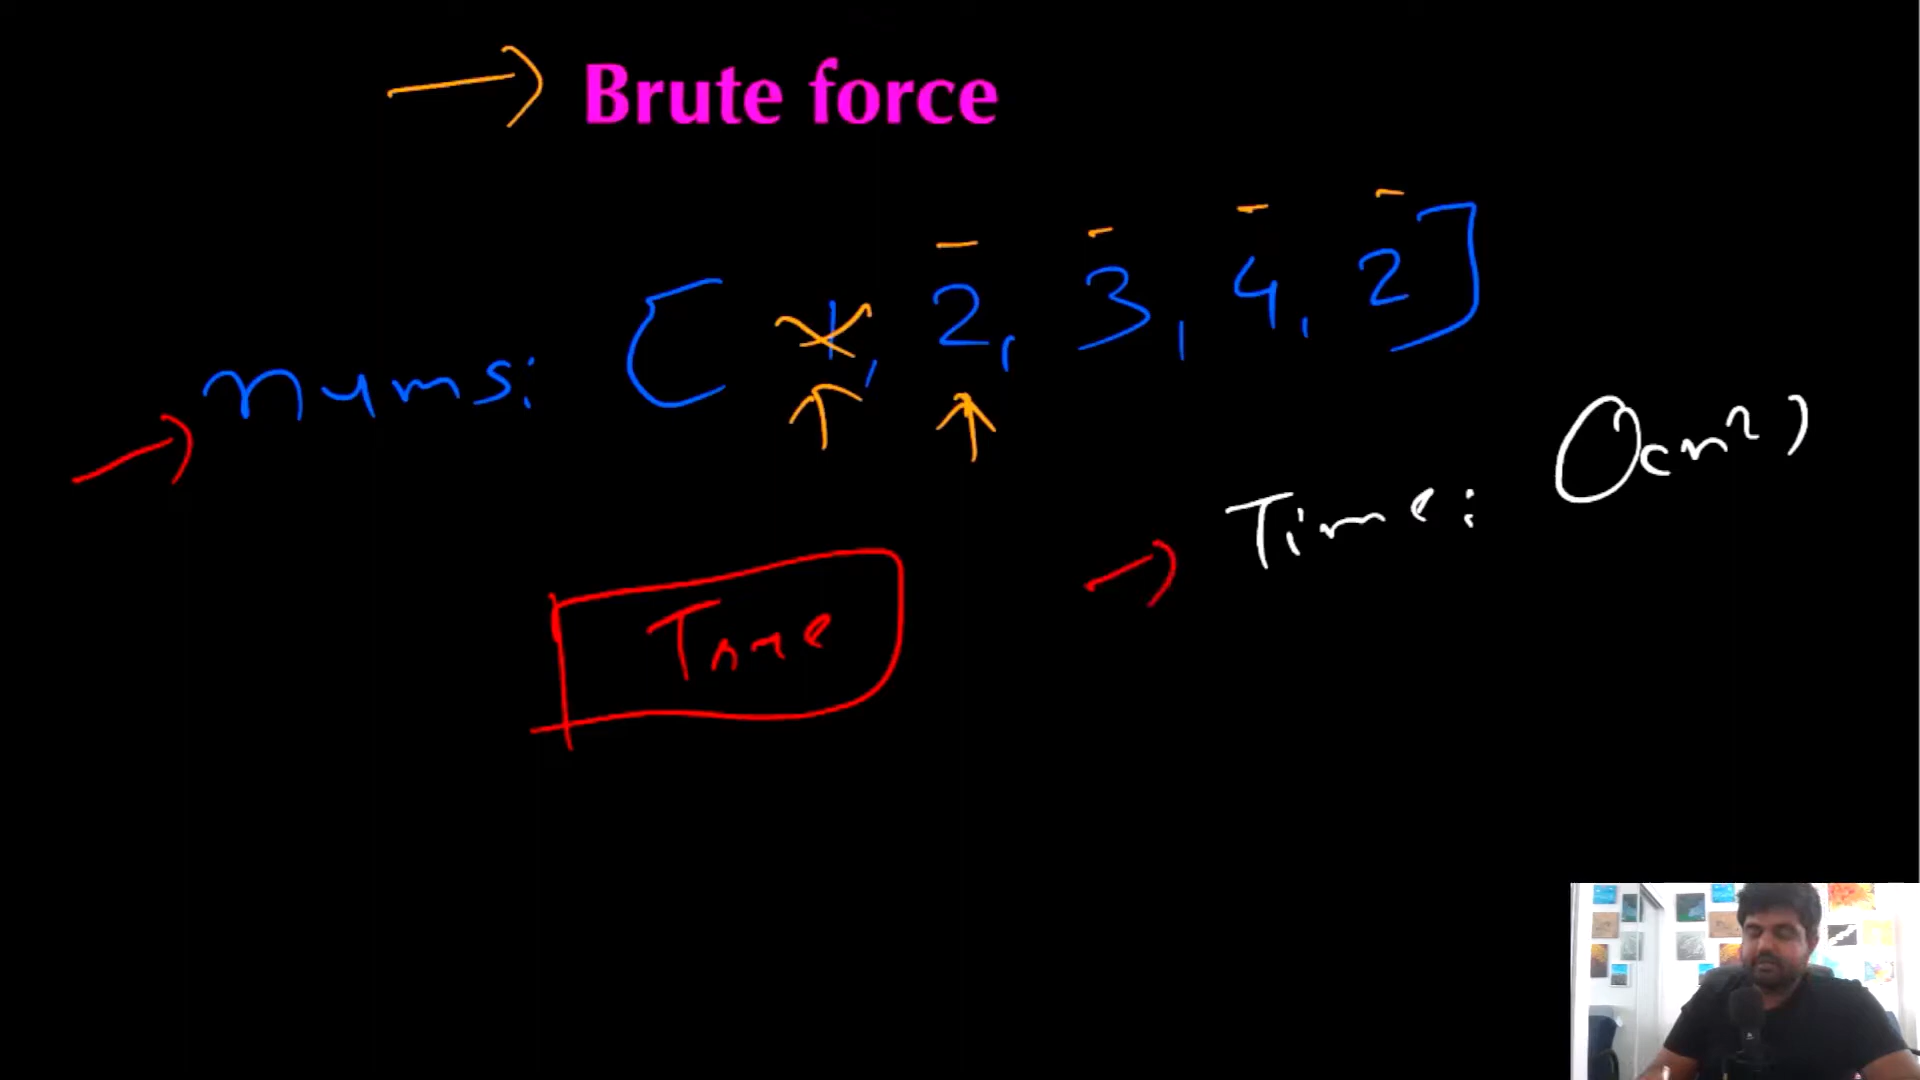 Brute force
nums: [1, 2, 3, 4, 2]
Time: O(n2)
True